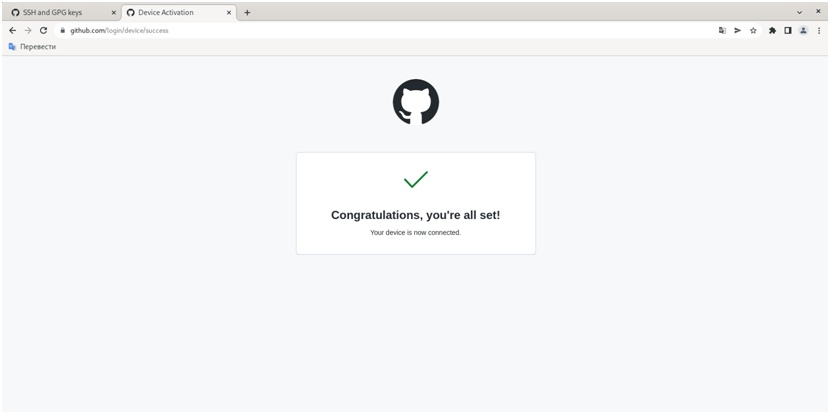 SSH and GPG keys
Device Activation
github.com/login/device/success
Перевести
Congratulations, you're all set!
Your device is now connected.